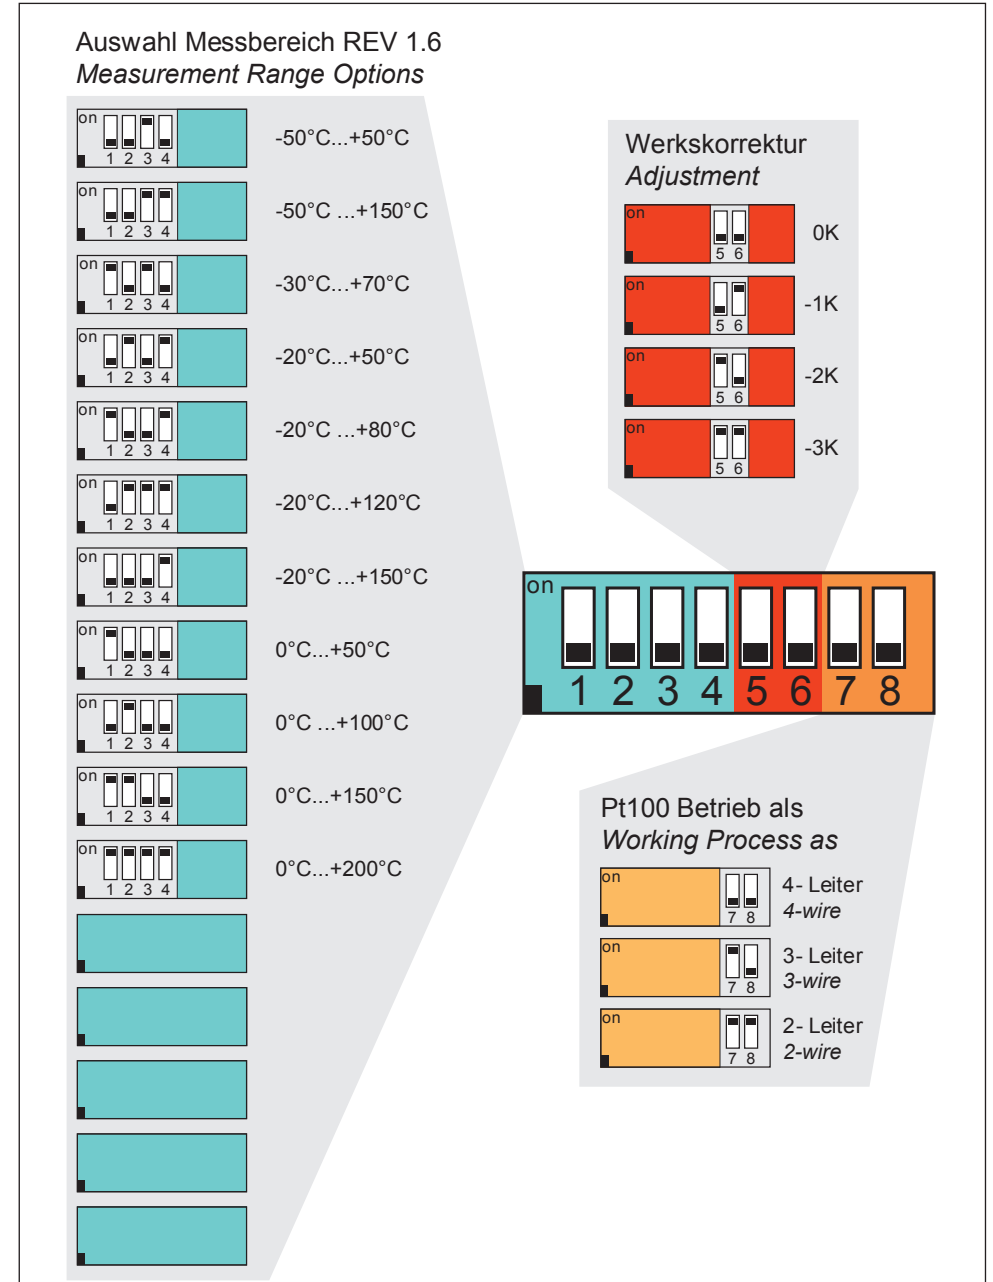 Auswahl Messbereich REV 1.6
Measurement Range Options
on
1 2 3 4
-50°C...+50°C
on
1 2 3 4
-50°C ...+150°C
on
1 2 3 4
-30°C...+70°C
on
1 2 3 4
-20°C...+50°C
on
1 2 3 4
-20°C ...+80°C
on
1 2 3 4
-20°C...+120°C
on
1 2 3 4
-20°C ...+150°C
on
1 2 3 4
0°C...+50°C
on
1 2 3 4
0°C ...+100°C
on
1 2 3 4
0°C...+150°C
on
1 2 3 4
0°C...+200°C
Werkskorrektur
Adjustment
on
5 6
0K
on
5 6
-1K
on
5 6
-2K
on
5 6
-3K
on
1 2 3 4 5 6 7 8
Pt100 Betrieb als
Working Process as
on
7 8
4- Leiter
4-wire
on
7 8
3- Leiter
3-wire
on
7 8
2- Leiter
2-wire